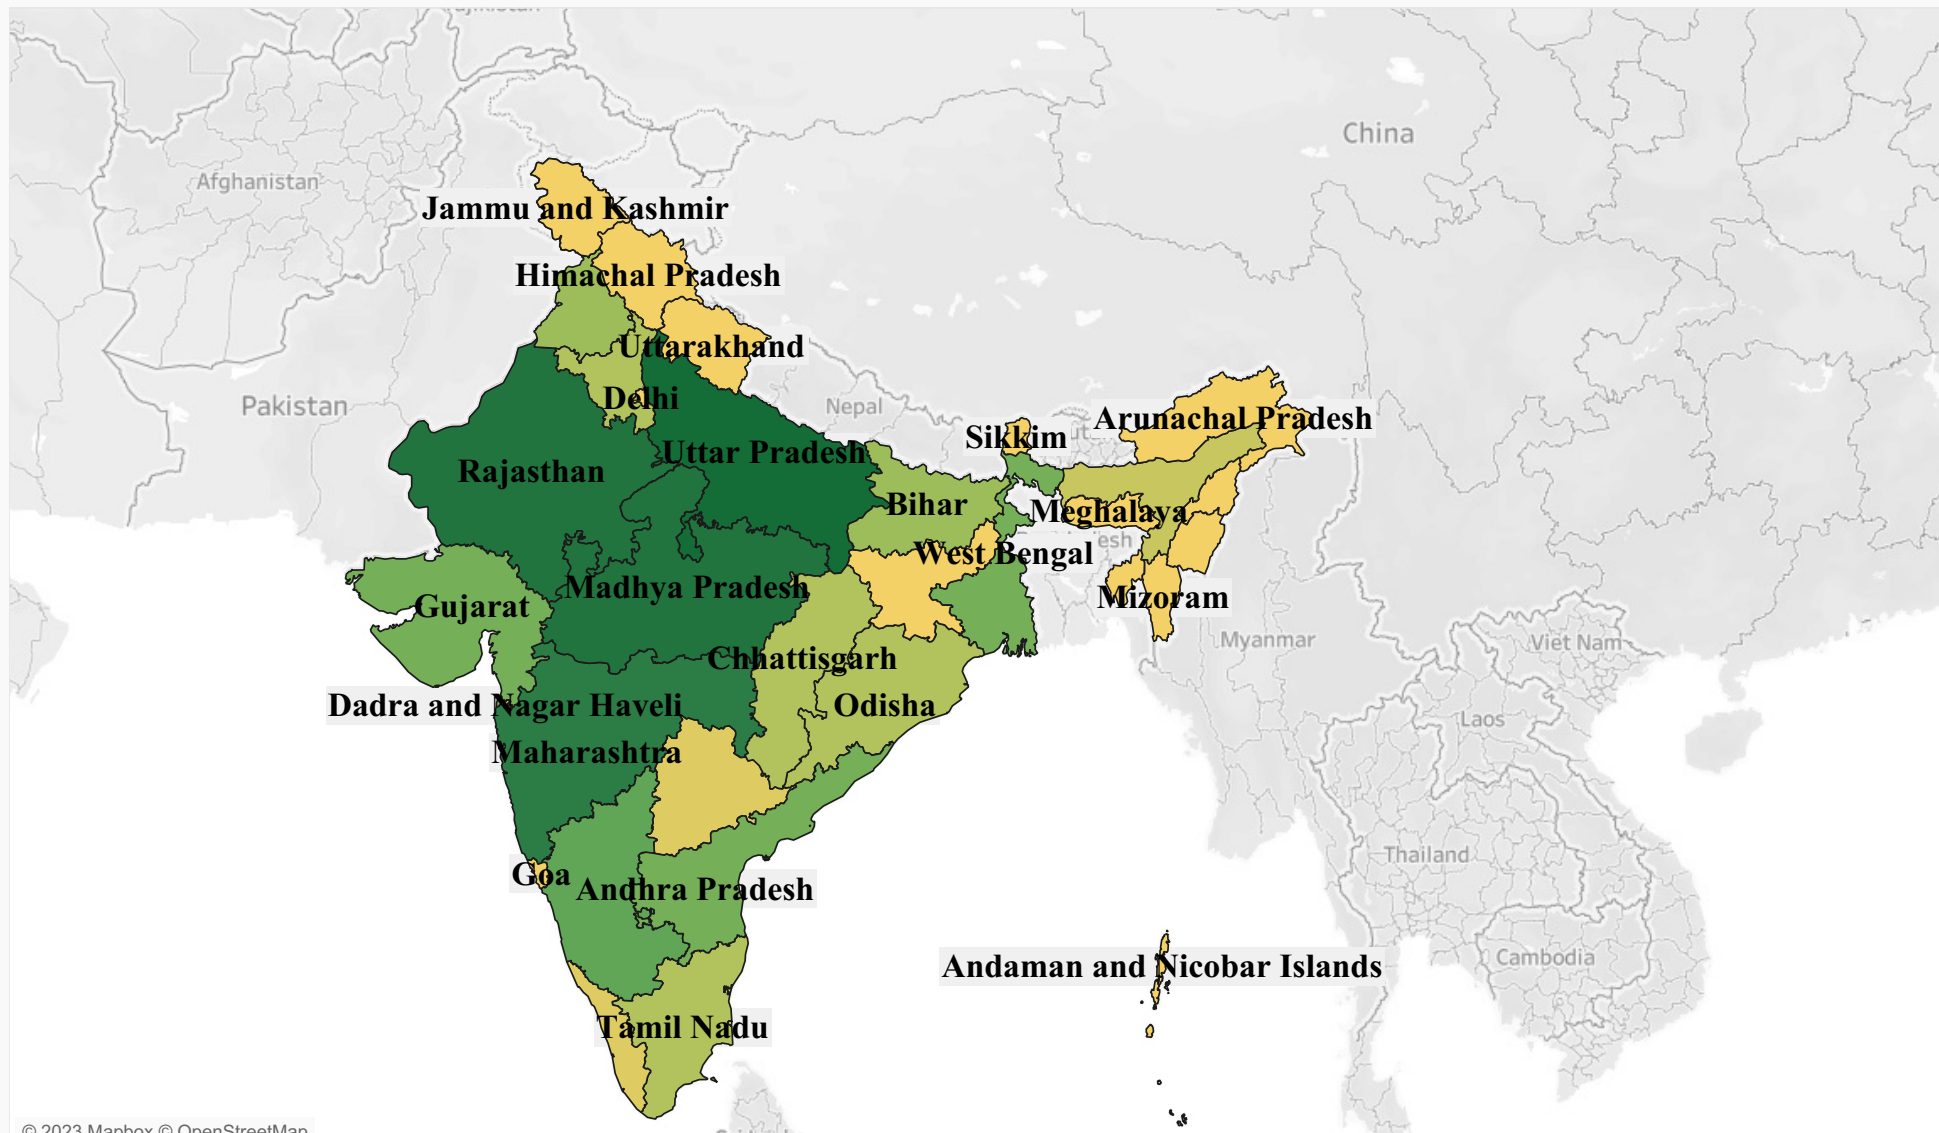 China
Afghanistan
Jammu and Kashmir
Himachal Pradesh
Uttarakhand
Delhi
Pakistan
Nepal
Arunachal Pradesh
Sikkim
Uttar Pradesh
Rajasthan
Bihar
Meghalaya
West Bengal
Madhya Pradesh
Gujarat
Mizoram
Myanmar
Viet Nam
Chhattisgarh
Dadra and Nagar Haveli
Odisha
Laos
Maharashtra
Thailand
Goa
Andhra Pradesh
Andaman and Nicobar Islands
Cambodia
Tamil Nadu
© 2023 Mapbox © OpenStreetMap